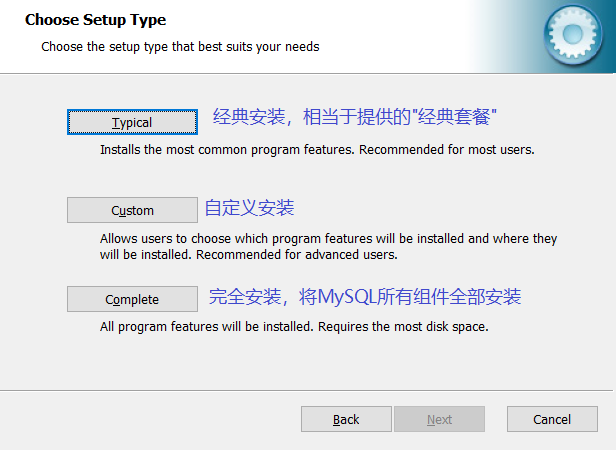 Choose Setup Type
Choose the setup type that best suits your needs
Typical
经典安装，相当于提供的"经典套餐"
Installs the most common program features. Recommended for most users.
Custom
自定义安装
Allows users to choose which program features will be installed and where they
will be installed. Recommended for advanced users.
Complete
完全安装，将MySQL所有组件全部安装
All program features will be installed. Requires the most disk space.
Back
Next
Cancel